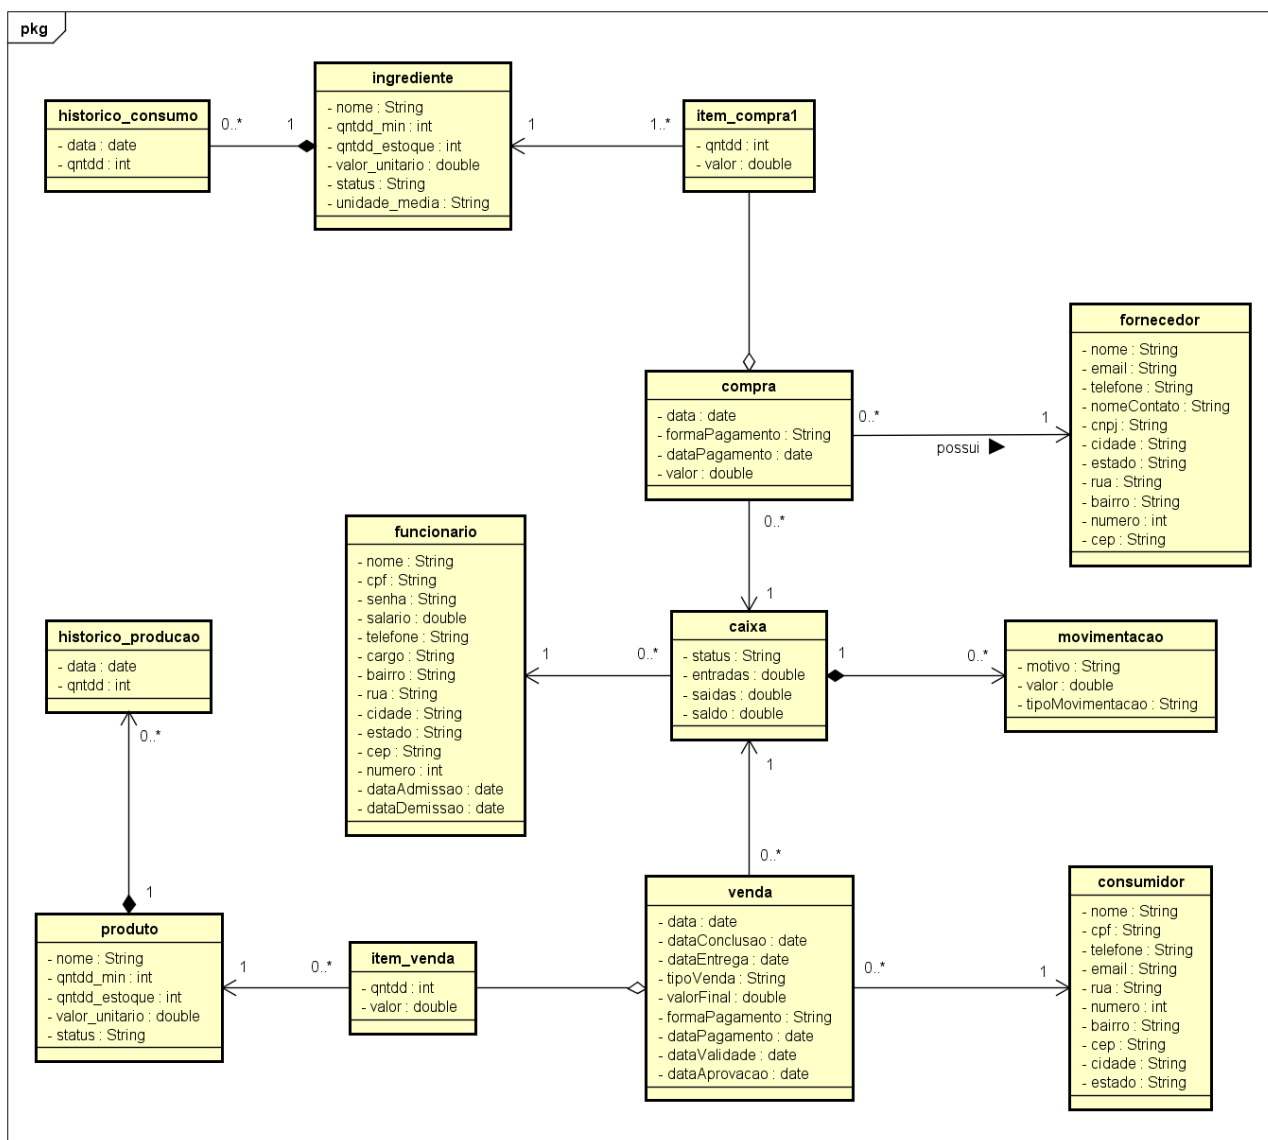 pkg
historico_consumo
- data : date
- qntdd : int
0..*
1
ingrediente
- nome : String
- qntdd_min : int
- qntdd_estoque : int
- valor_unitario : double
- status : String
- unidade_media : String
1
1..*
item_compra1
- qntdd : int
- valor : double
compra
- data : date
- formaPagamento : String
- dataPagamento : date
- valor : double
0..*
1
possui
fornecedor
- nome : String
- email : String
- telefone : String
- nomeContato : String
- cnpj : String
- cidade : String
- estado : String
- rua : String
- bairro : String
- numero : int
- cep : String
0..*
1
funcionario
- nome : String
- cpf : String
- senha : String
- salario : double
- telefone : String
- cargo : String
- bairro : String
- rua : String
- cidade : String
- estado : String
- cep : String
- numero : int
- dataAdmissao : date
- dataDemissao : date
1
0..*
caixa
- status : String
- entradas : double
- saidas : double
- saldo : double
1
0..*
movimentacao
- motivo : String
- valor : double
- tipoMovimentacao : String
historico_producao
- data : date
- qntdd : int
0..*
1
1
0..*
produto
- nome : String
- qntdd_min : int
- qntdd_estoque : int
- valor_unitario : double
- status : String
1
0..*
item_venda
- qntdd : int
- valor : double
venda
- data : date
- dataConclusao : date
- dataEntrega : date
- tipoVenda : String
- valorFinal : double
- formaPagamento : String
- dataPagamento : date
- dataValidade : date
- dataAprovacao : date
0..*
1
consumidor
- nome : String
- cpf : String
- telefone : String
- email : String
- rua : String
- numero : int
- bairro : String
- cep : String
- cidade : String
- estado : String